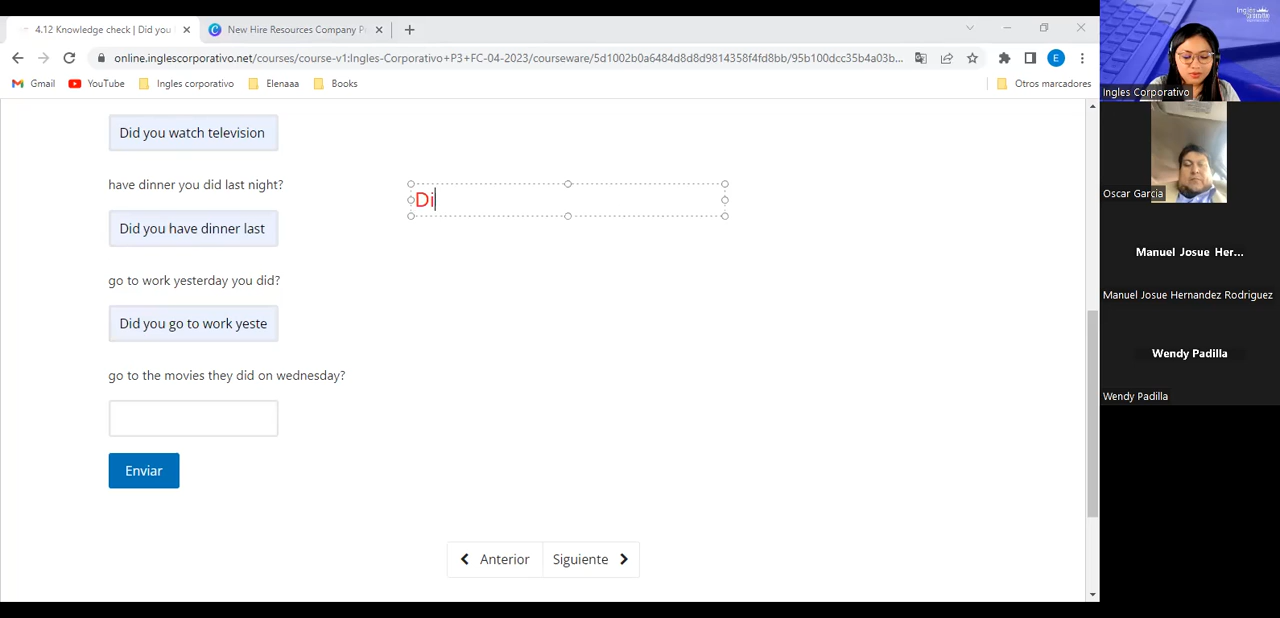 4.12 Knowledge check | Did you
New Hire Resources Company P
online.inglescorporativo.net/courses/course-v1:Ingles-Corporativo+P3+FC-04-2023/courseware/5d1002b0a6484d8d8d9814358f4fd8bb/95b100dcc35b4a03b...
E
Gmail
YouTube
Ingles corporativo
Elenaaa
Books
Otros marcadores
Did you watch television
have dinner you did last night?
Did you have dinner last
go to work yesterday you did?
Did you go to work yeste
go to the movies they did on wednesday?
Enviar
Anterior
Siguiente
Di
Ingles Corporativo
Oscar Garcia
Manuel Josue Her...
Manuel Josue Hernandez Rodriguez
Wendy Padilla
Wendy Padilla